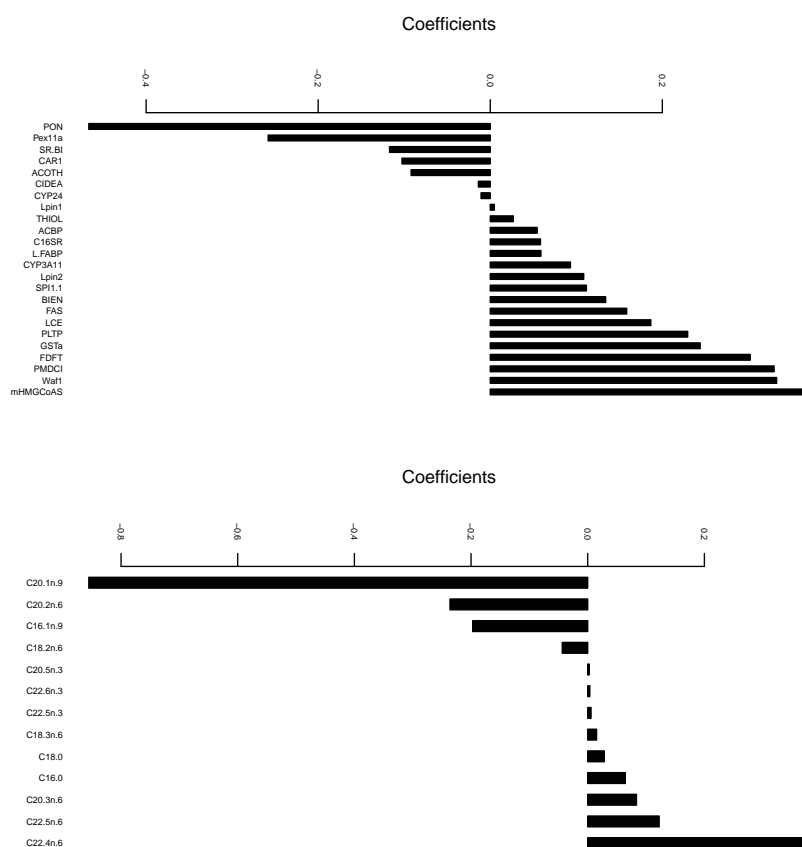 Coefficients
-0.4
-0.2
0.0
0.2
PON
Pex11a
SR.BI
CAR1
ACOTH
CIDEA
CYP24
Lpin1
THIOL
ACBP
C16SR
L.FABP
CYP3A11
Lpin2
SPI1.1
BIEN
FAS
LCE
PLTP
GSTa
FDFT
PMDCI
Waf1
mHMGCoAS
Coefficients
-0.8
-0.6
-0.4
-0.2
0.0
0.2
C20.1n.9
C20.2n.6
C16.1n.9
C18.2n.6
C20.5n.3
C22.6n.3
C22.5n.3
C18.3n.6
C18.0
C16.0
C20.3n.6
C22.5n.6
C22.4n.6